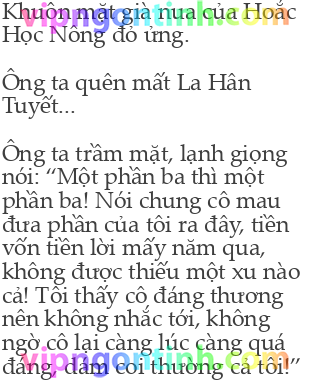 Khuôn mặt già nua của Hoắc
Học Nông đỏ ửng.
Ông ta quên mất La Hân
Tuyết...
Ông ta trầm mặt, lạnh giọng
nói: “Một phần ba thì một
phần ba! Nói chung cô mau
đưa phần của tôi ra đây, tiền
vốn tiền lời mấy năm qua,
không được thiếu một xu nào
cả! Tôi thấy cô đáng thương
nên không nhắc tới, không
ngờ cô lại càng lúc càng quá
đáng, dám coi thường cả tôi!”
vipngontinh.com
vipngontinh.com